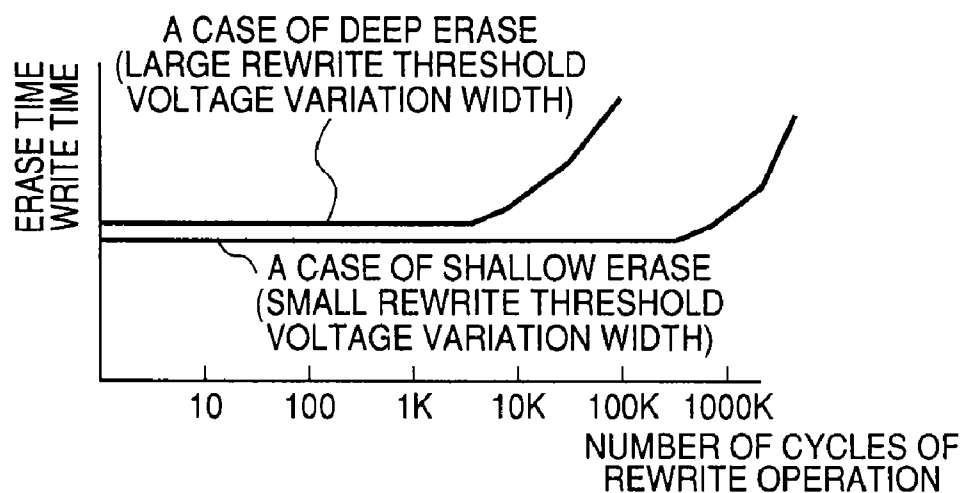 A CASE OF DEEP ERASE
(LARGE REWRITE THRESHOLD
VOLTAGE VARIATION WIDTH)
ERASE TIME
WRITE TIME
A CASE OF SHALLOW ERASE
(SMALL REWRITE THRESHOLD
VOLTAGE VARIATION WIDTH)
10 100 1K 10K 100K 1000K
NUMBER OF CYCLES OF
REWRITE OPERATION